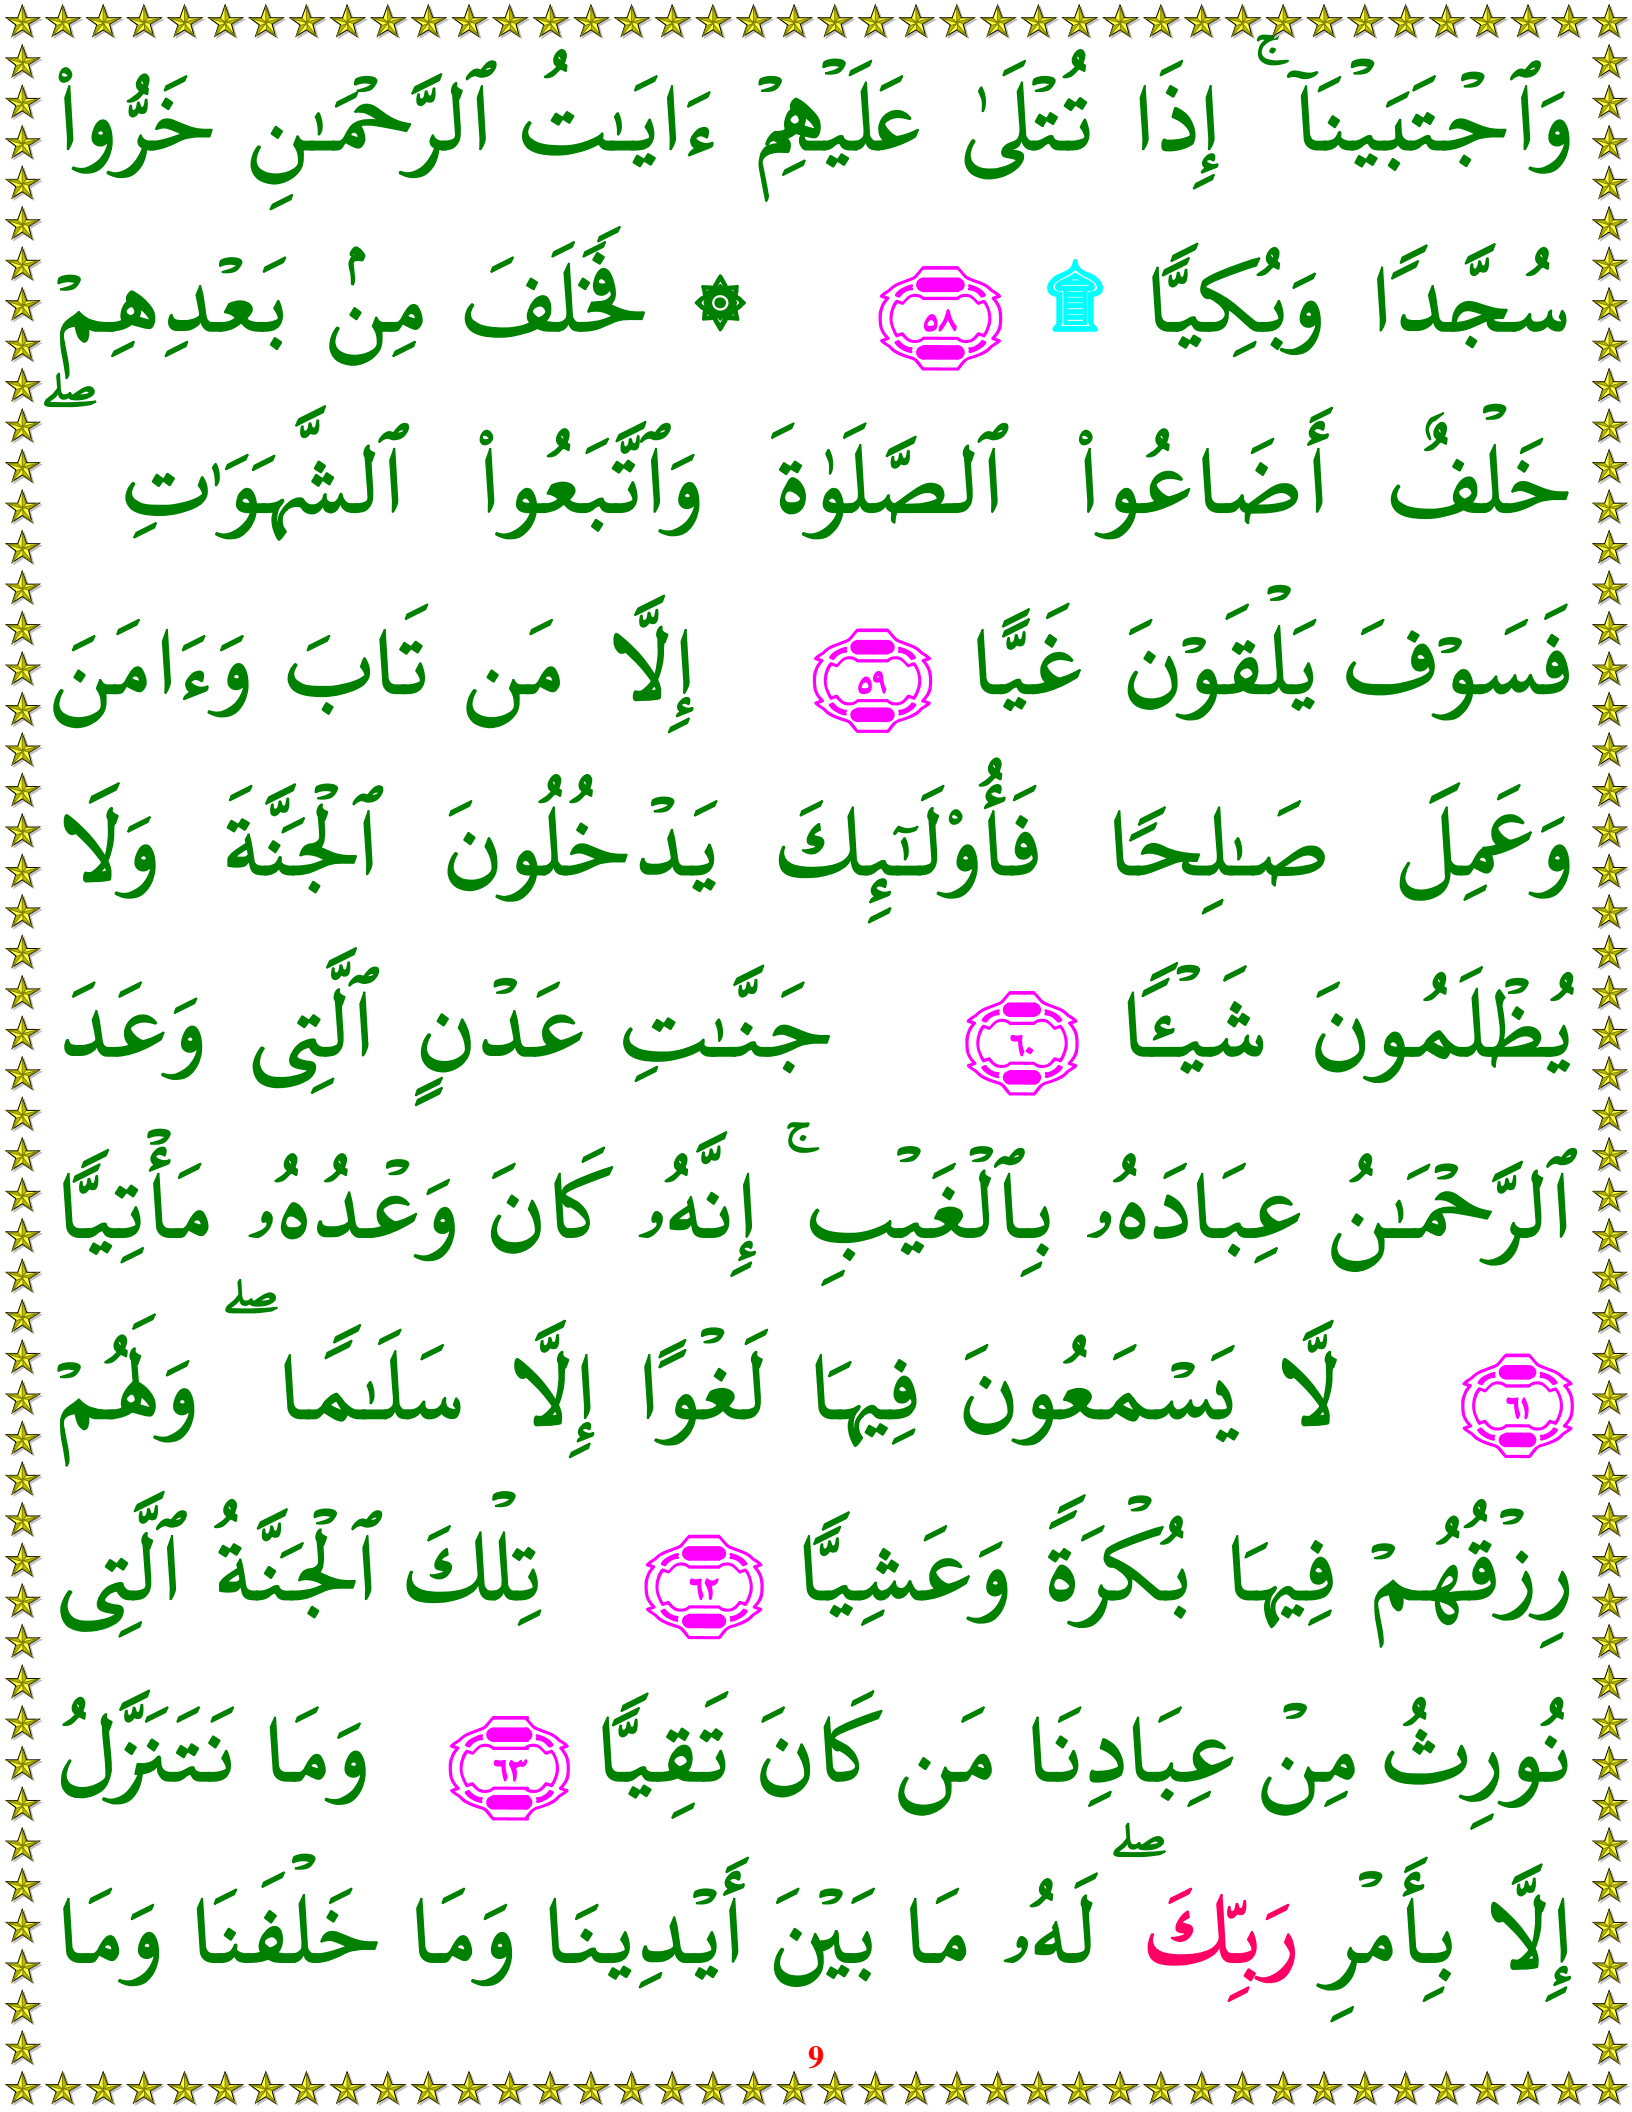 وَٱجْتَبَيْنَآ ۚ إِذَا تُتْلَىٰ عَلَيْهِمْ ءَايَـٰتُ ٱلرَّحْمَـٰنِ خَرُّوا۟
سُجَّدًا وَبُكِيًّا ۩ ٥٨ ۞ فَخَلَفَ مِنۢ بَعْدِهِمْ
خَلْفٌ أَضَاعُوا۟ ٱلصَّلَوٰةَ وَٱتَّبَعُوا۟ ٱلشَّهَوَٰتِ ۖ
فَسَوْفَ يَلْقَوْنَ غَيًّا ٥٩ إِلَّا مَن تَابَ وَءَامَنَ
وَعَمِلَ صَـٰلِحًا فَأُو۟لَـٰٓئِكَ يَدْخُلُونَ ٱلْجَنَّةَ وَلَا
يُظْلَمُونَ شَيْـًٔا ٦٠ جَنَّـٰتِ عَدْنٍ ٱلَّتِى وَعَدَ
ٱلرَّحْمَـٰنُ عِبَادَهُۥ بِٱلْغَيْبِ ۚ إِنَّهُۥ كَانَ وَعْدُهُۥ مَأْتِيًّا
٦١ لَّا يَسْمَعُونَ فِيهَا لَغْوًا إِلَّا سَلَـٰمًا ۖ وَلَهُمْ
رِزْقُهُمْ فِيهَا بُكْرَةً وَعَشِيًّا ٦٢ تِلْكَ ٱلْجَنَّةُ ٱلَّتِى
نُورِثُ مِنْ عِبَادِنَا مَن كَانَ تَقِيًّا ٦٣ وَمَا نَتَنَزَّلُ
إِلَّا بِأَمْرِ رَبِّكَ ۖ لَهُۥ مَا بَيْنَ أَيْدِينَا وَمَا خَلْفَنَا وَمَا
9